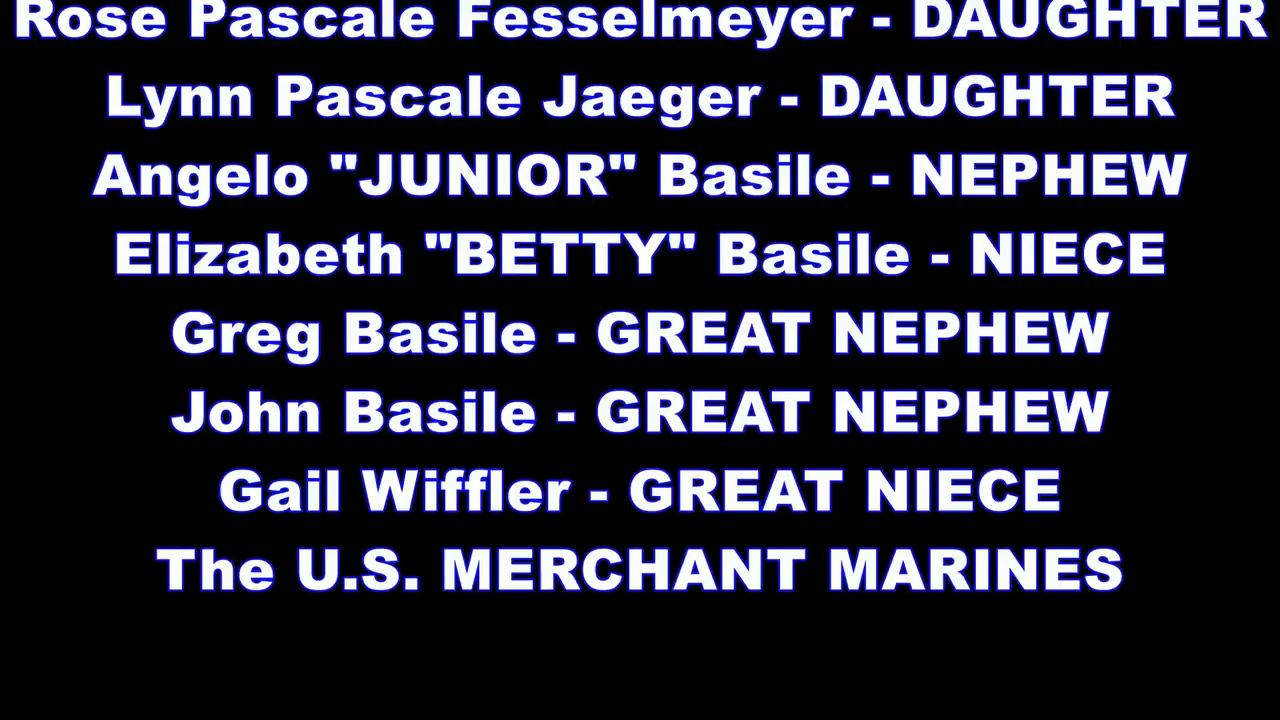 Rose Pascale Fesselmeyer - DAUGHTER
Lynn Pascale Jaeger - DAUGHTER
Angelo "JUNIOR" Basile - NEPHEW
Elizabeth "BETTY" Basile - NIECE
Greg Basile - GREAT NEPHEW
John Basile - GREAT NEPHEW
Gail Wiffler - GREAT NIECE
The U.S. MERCHANT MARINES